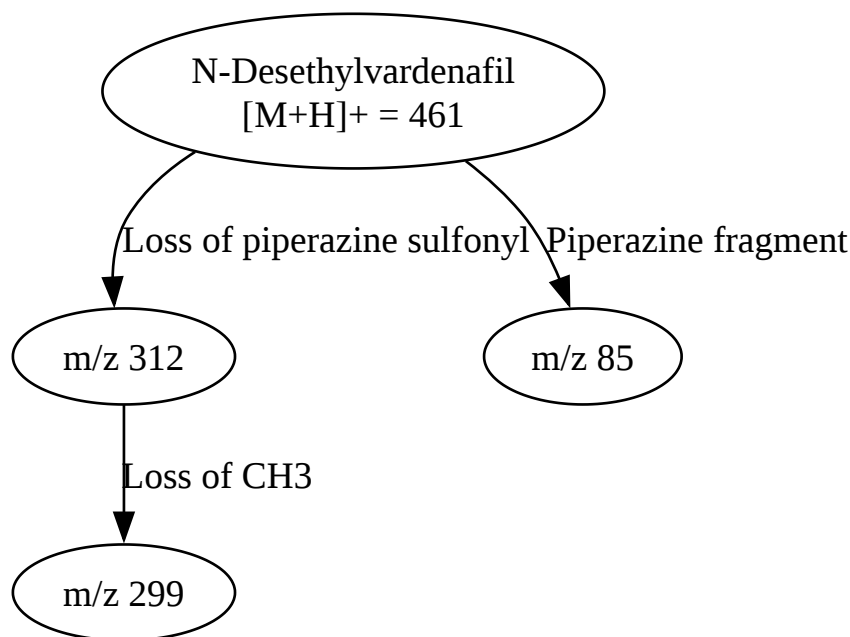 N-Desethylvardenafil
[M+H]+ = 461
Loss of piperazine sulfonyl
Piperazine fragment
m/z 312
m/z 85
Loss of CH3
m/z 299